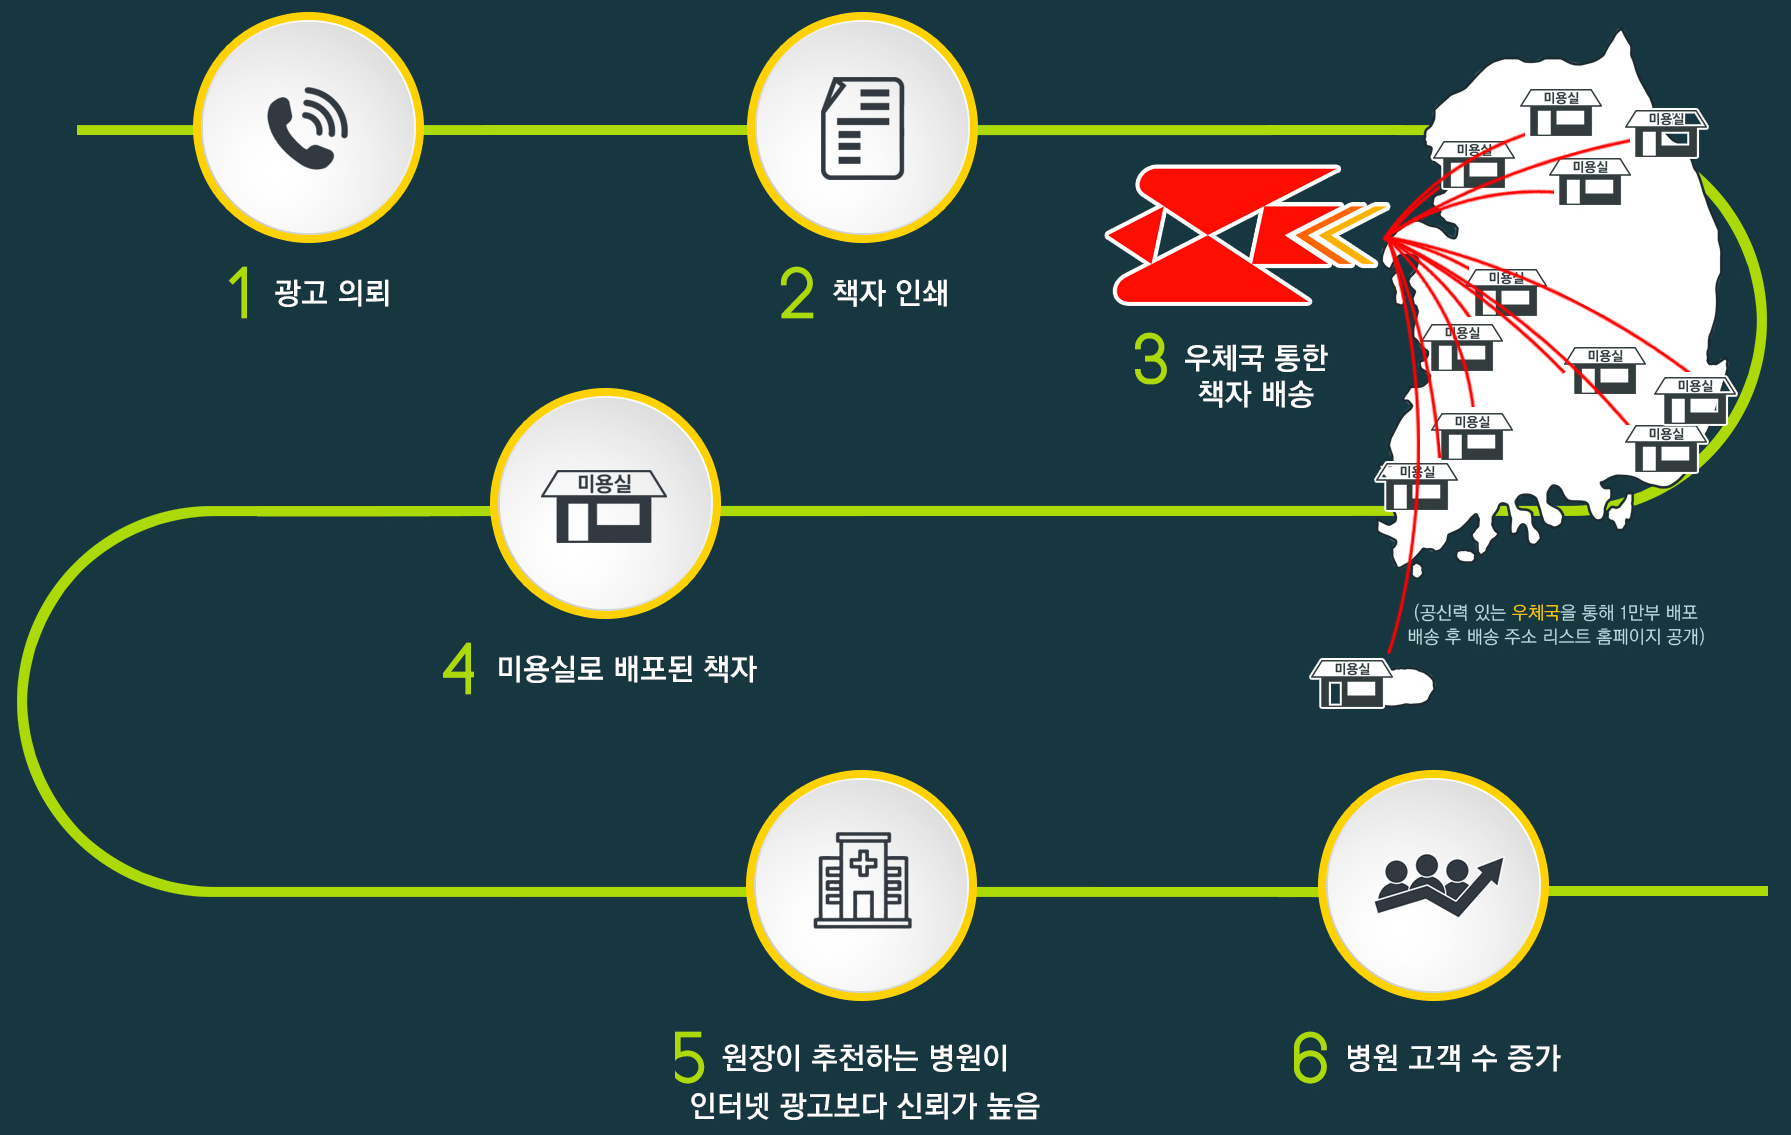 1 광고 의뢰
2 책자 인쇄
미용실
미용실
미용실
미용실
미용실
미용실
미용실
미용실
미용실
미용실
미용실
3 우체국 통한
책자 배송
(공신력 있는 우체국을 통해 1만부 배포
배송 후 배송 주소 리스트 홈페이지 공개)
미용실
미용실
4 미용실로 배포된 책자
5 원장이 추천하는 병원이
인터넷 광고보다 신뢰가 높음
6 병원 고객 수 증가